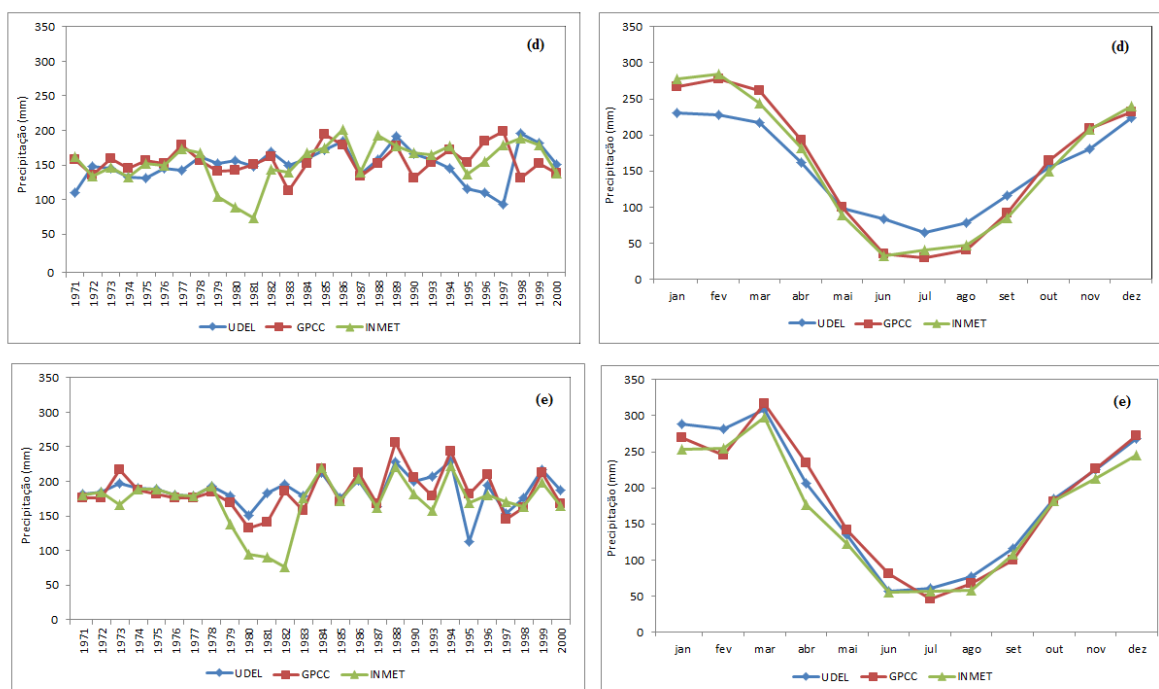 (d)
Precipitação (mm)
350
300
250
200
150
100
50
0
1971 1972 1973 1974 1975 1976 1977 1978 1979 1980 1981 1982 1983 1984 1985 1986 1987 1988 1989 1990 1993 1994 1995 1996 1997 1998 1999 2000
UDEL GPCC INMET
(d)
Precipitação (mm)
350
300
250
200
150
100
50
0
jan fev mar abr mai jun jul ago set out nov dez
UDEL GPCC INMET
(e)
Precipitação (mm)
350
300
250
200
150
100
50
0
1971 1972 1973 1974 1975 1976 1977 1978 1979 1980 1981 1982 1983 1984 1985 1986 1987 1988 1990 1993 1994 1995 1996 1997 1998 1999 2000
UDEL GPCC INMET
(e)
Precipitação (mm)
350
300
250
200
150
100
50
0
jan fev mar abr mai jun jul ago set out nov dez
UDEL GPCC INMET